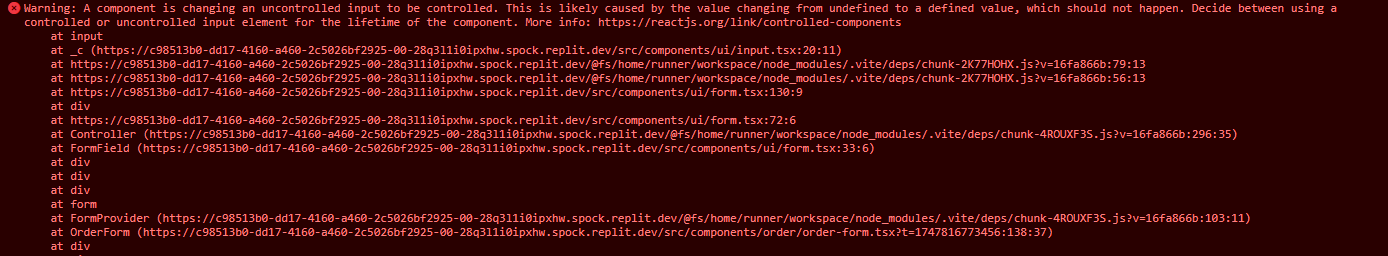 Warning: A component is changing an uncontrolled input to be controlled. This is likely caused by the value changing from undefined to a defined value, which should not happen. Decide between using a
controlled or uncontrolled input element for the lifetime of the component. More info: https://reactjs.org/link/controlled-components
at input
at _c (https://c98513b0-dd17-4160-a460-2c5026bf2925-00-28q3l1i0ipxhw.spock.replit.dev/src/components/ui/input.tsx:20:11)
at https://c98513b0-dd17-4160-a460-2c5026bf2925-00-28q3l1i0ipxhw.spock.replit.dev/@fs/home/runner/workspace/node_modules/.vite/deps/chunk-2K77HOHX.js?v=16fa866b:79:13
at https://c98513b0-dd17-4160-a460-2c5026bf2925-00-28q3l1i0ipxhw.spock.replit.dev/@fs/home/runner/workspace/node_modules/.vite/deps/chunk-2K77HOHX.js?v=16fa866b:56:13
at https://c98513b0-dd17-4160-a460-2c5026bf2925-00-28q3l1i0ipxhw.spock.replit.dev/src/components/ui/form.tsx:130:9
at div
at https://c98513b0-dd17-4160-a460-2c5026bf2925-00-28q3l1i0ipxhw.spock.replit.dev/src/components/ui/form.tsx:72:6
at Controller (https://c98513b0-dd17-4160-a460-2c5026bf2925-00-28q3l1i0ipxhw.spock.replit.dev/@fs/home/runner/workspace/node_modules/.vite/deps/chunk-4ROUXF3S.js?v=16fa866b:296:35)
at FormField (https://c98513b0-dd17-4160-a460-2c5026bf2925-00-28q3l1i0ipxhw.spock.replit.dev/src/components/ui/form.tsx:33:6)
at div
at div
at div
at form
at FormProvider (https://c98513b0-dd17-4160-a460-2c5026bf2925-00-28q3l1i0ipxhw.spock.replit.dev/@fs/home/runner/workspace/node_modules/.vite/deps/chunk-4ROUXF3S.js?v=16fa866b:103:11)
at OrderForm (https://c98513b0-dd17-4160-a460-2c5026bf2925-00-28q3l1i0ipxhw.spock.replit.dev/src/components/order/order-form.tsx?t=1747816773456:138:37)
at div